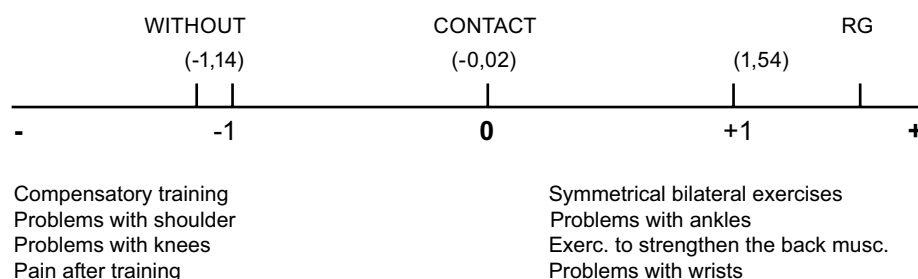 WITHOUT CONTACT RG
(-1,14) (-0,02) (1,54)
- -1 0 +1 +
Compensatory training Symmetrical bilateral exercises
Problems with shoulder Problems with ankles
Problems with knees Exerc. to strengthen the back musc.
Pain after training Problems with wrists